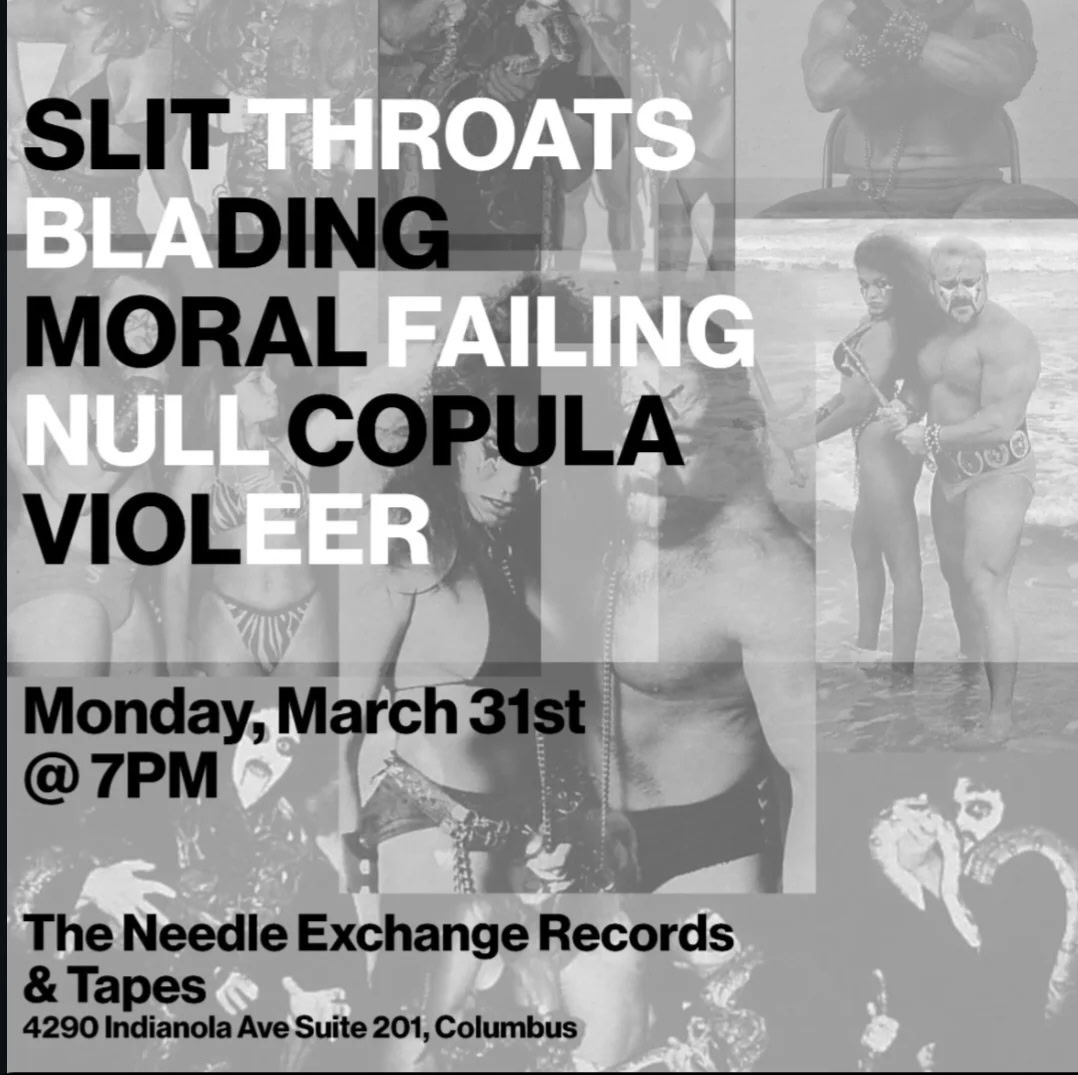 SLIT THROATS
BLADING
MORAL FAILING
NULL COPULA
VIOLEER
Monday, March 31st
@ 7PM
The Needle Exchange Records
& Tapes
4290 Indianola Ave Suite 201, Columbus